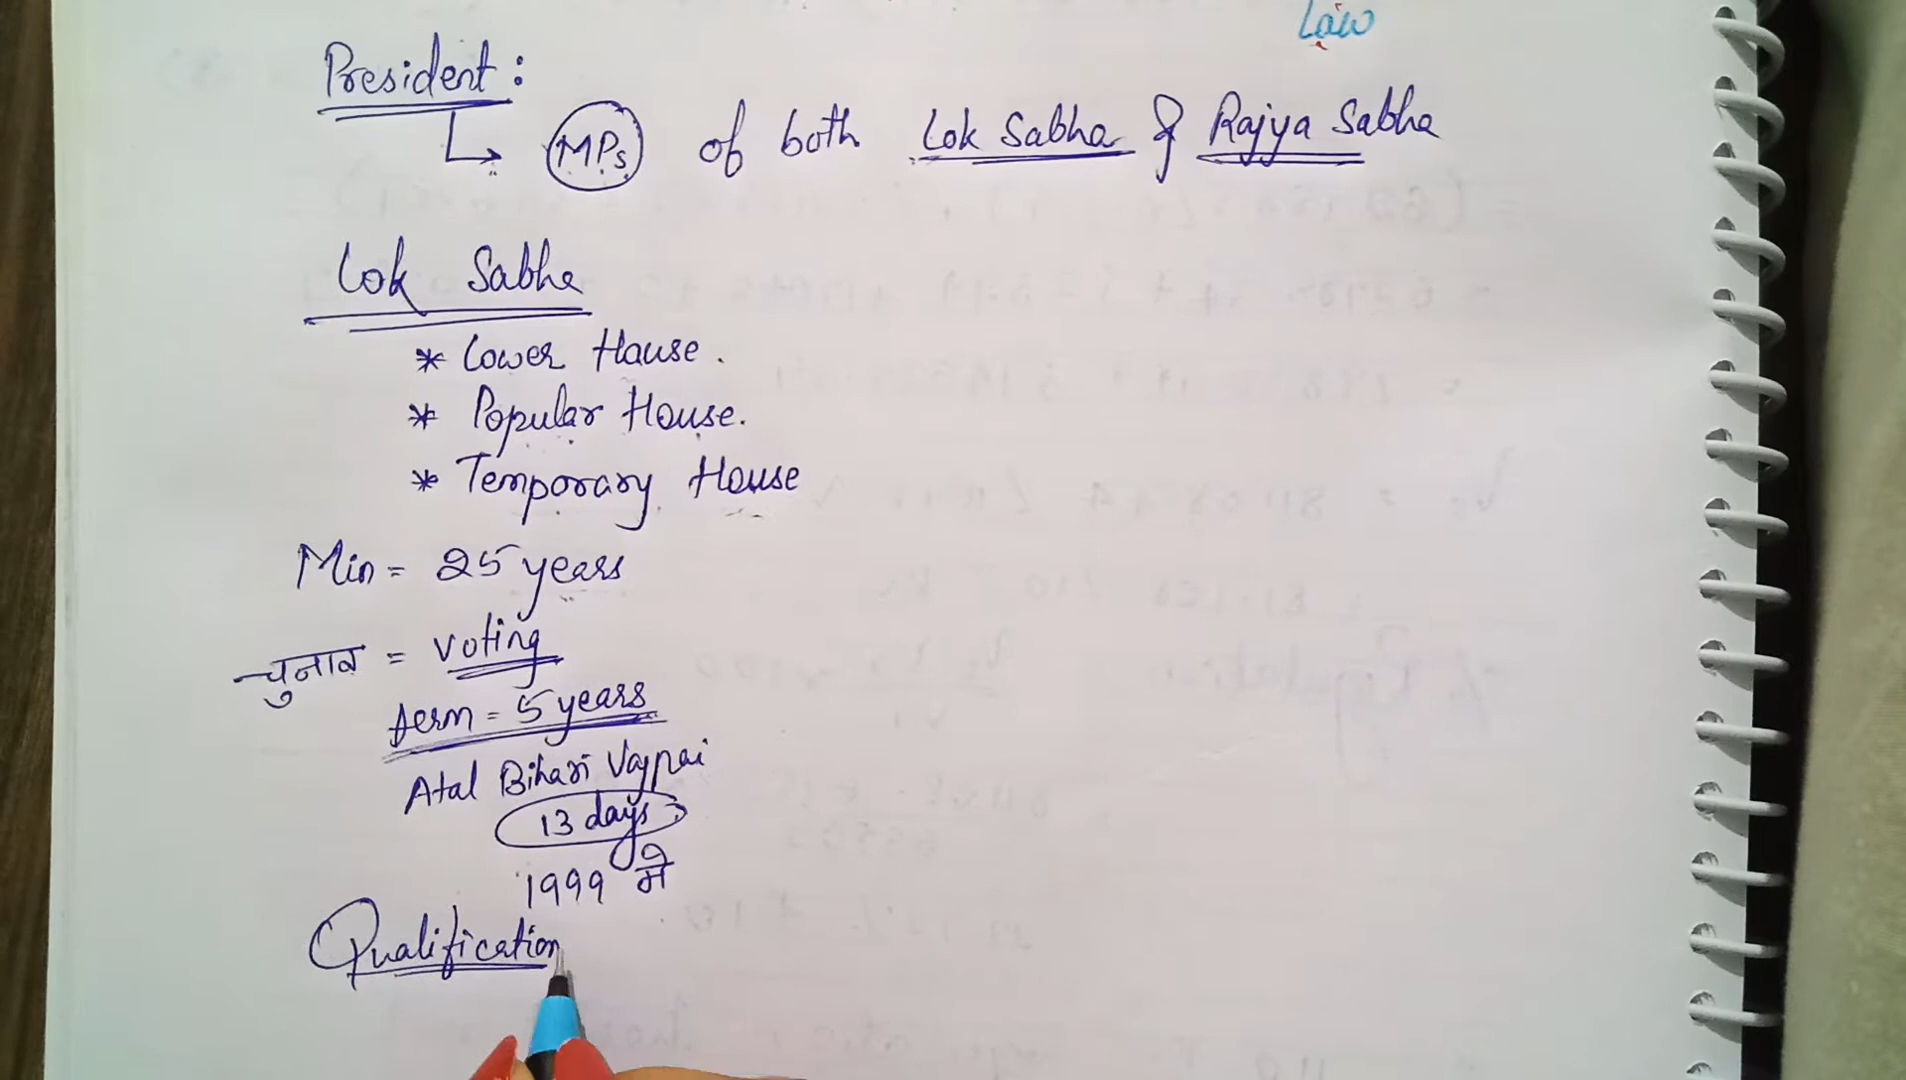 Law
President :
MPs of both Lok Sabha & Rajya Sabha
Lok Sabha
* Lower House .
* Popular House.
* Temporary House
Min = 25 years
चुनाव = voting
term = 5 years
Atal Bihari Vajpai
13 days
1999 में
Qualification